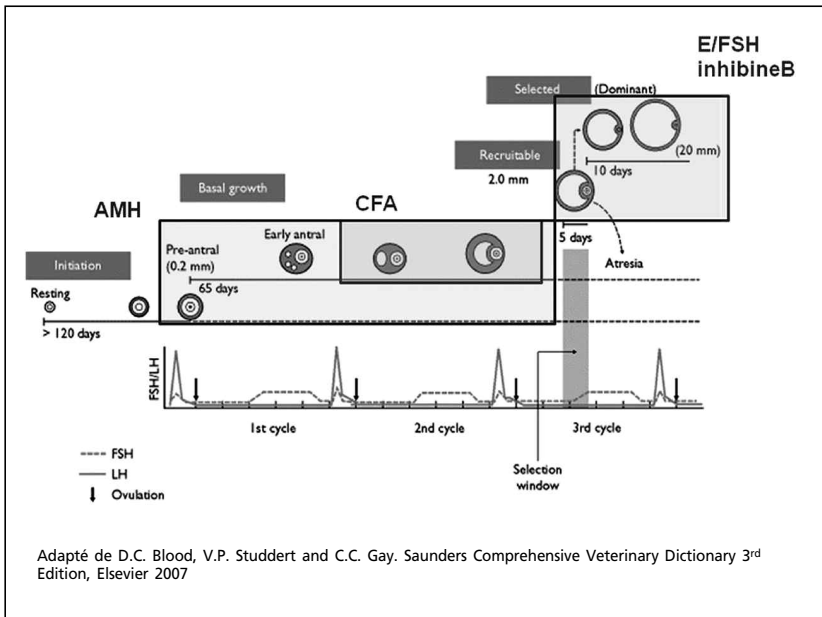 E/FSH
inhibineB
Selected
(Dominant)
(20 mm)
Recruitable
2.0 mm
10 days
Basal growth
AMH
CFA
5 days
Early antral
Pre-antral
(0.2 mm)
Atresia
Initiation
65 days
Resting
> 120 days
FSH/LH
1st cycle
2nd cycle
3rd cycle
FSH
LH
Ovulation
Selection
window
Adapté de D.C. Blood, V.P. Studdert and C.C. Gay. Saunders Comprehensive Veterinary Dictionary 3rd
Edition, Elsevier 2007